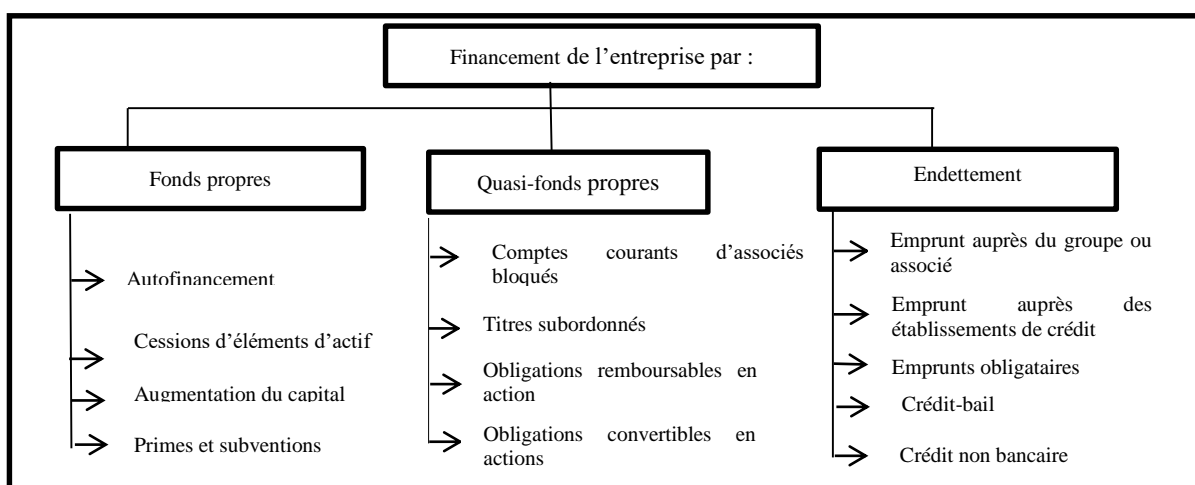 Financement de l'entreprise par :
Fonds propres
Autofinancement
Cessions d'éléments d'actif
Augmentation du capital
Primes et subventions
Quasi-fonds propres
Comptes courants d'associés
bloqués
Titres subordonnés
Obligations remboursables en
action
Obligations convertibles en
actions
Endettement
Emprunt auprès du groupe ou
associé
Emprunt auprès des
établissements de crédit
Emprunts obligataires
Crédit-bail
Crédit non bancaire